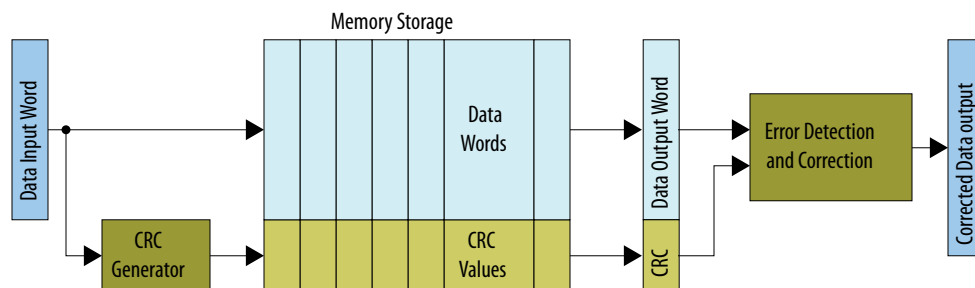 Memory Storage
Data Input Word
CRC
Generator
Data
Words
CRC
Values
Data Output Word
CRC
Error Detection
and Correction
Corrected Data output